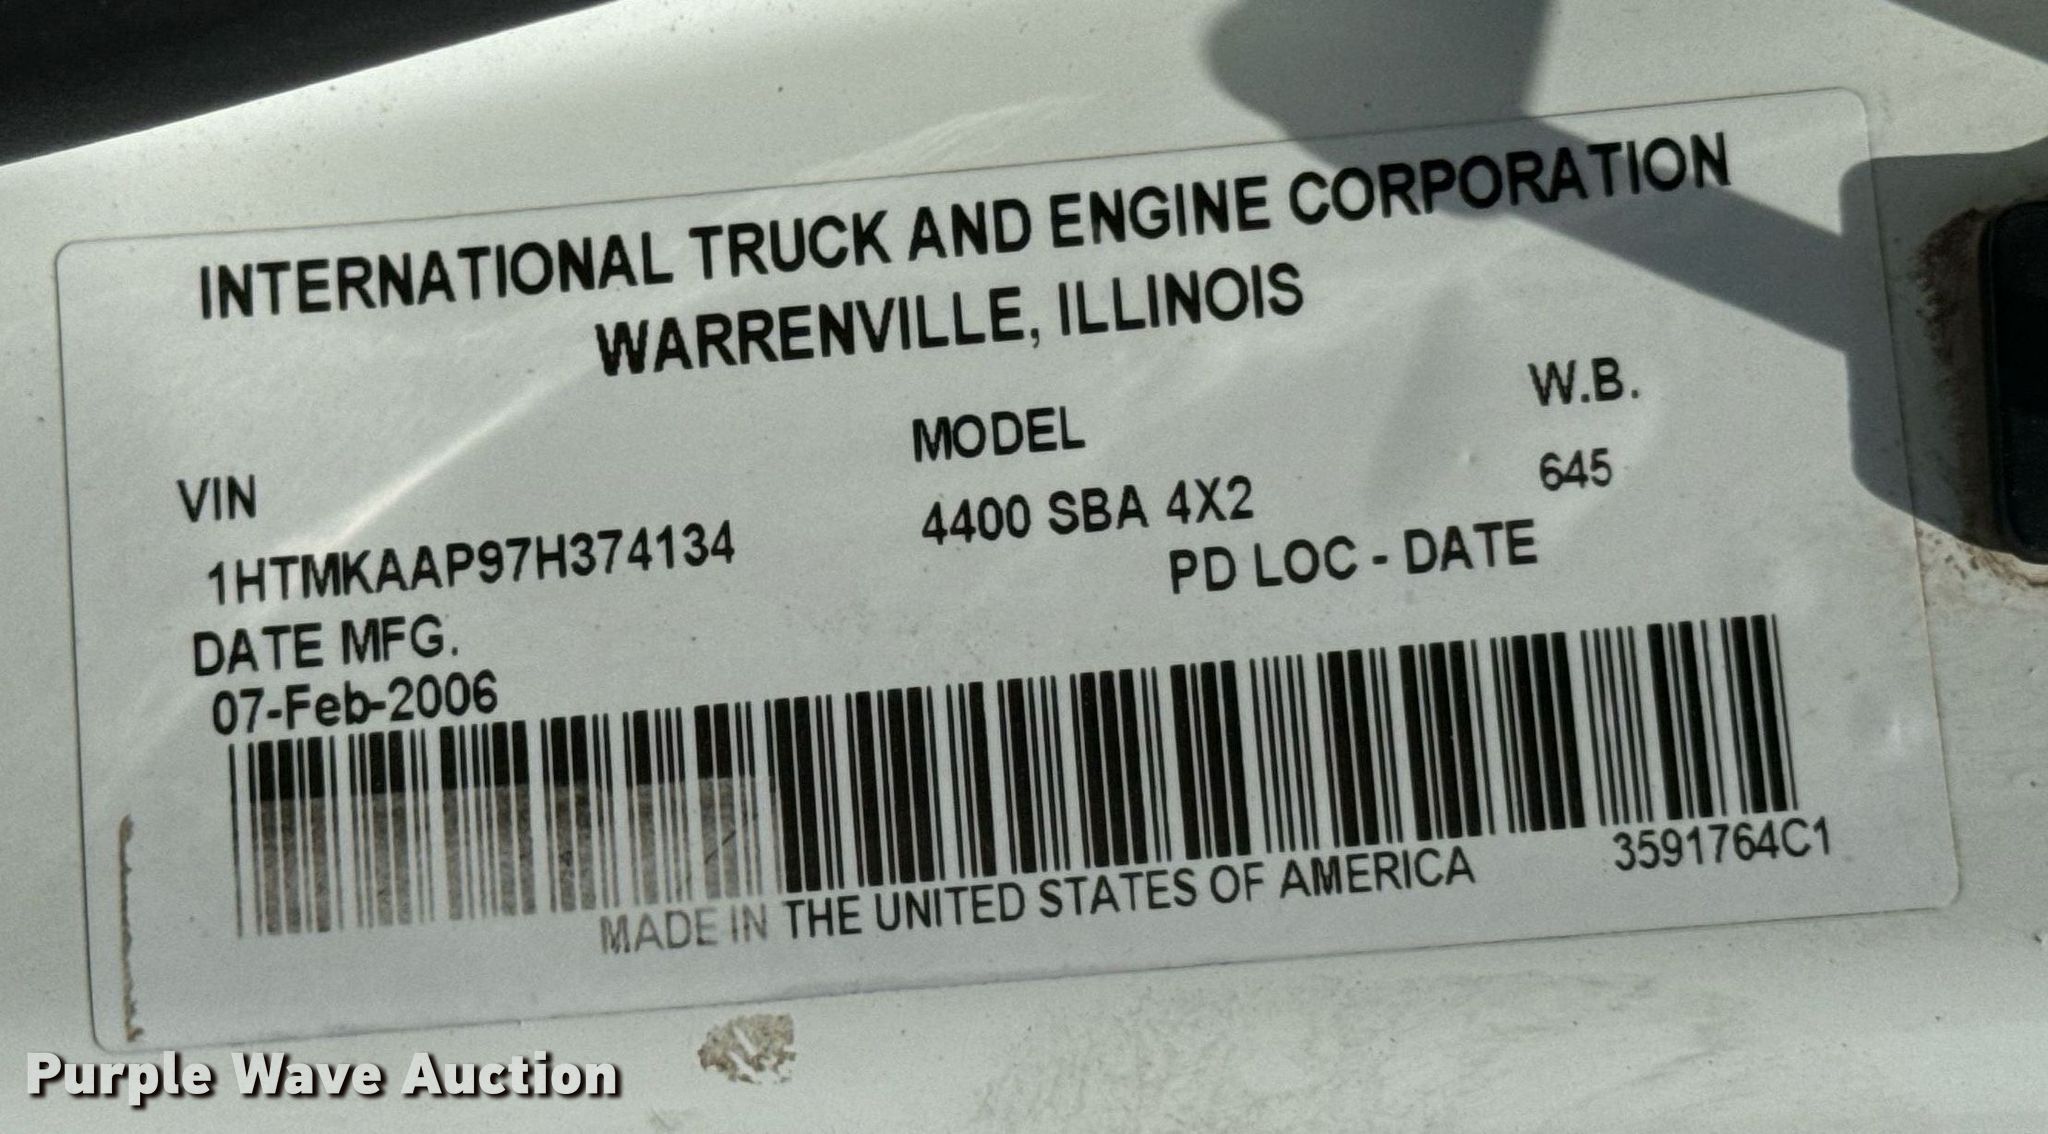 INTERNATIONAL TRUCK AND ENGINE CORPORATION
WARRENVILLE, ILLINOIS
VIN MODEL W.B.
1HTMKAAP97H374134 4400 SBA 4X2 645
DATE MFG. PD LOC - DATE
07-Feb-2006
MADE IN THE UNITED STATES OF AMERICA 3591764C1
Purple Wave Auction